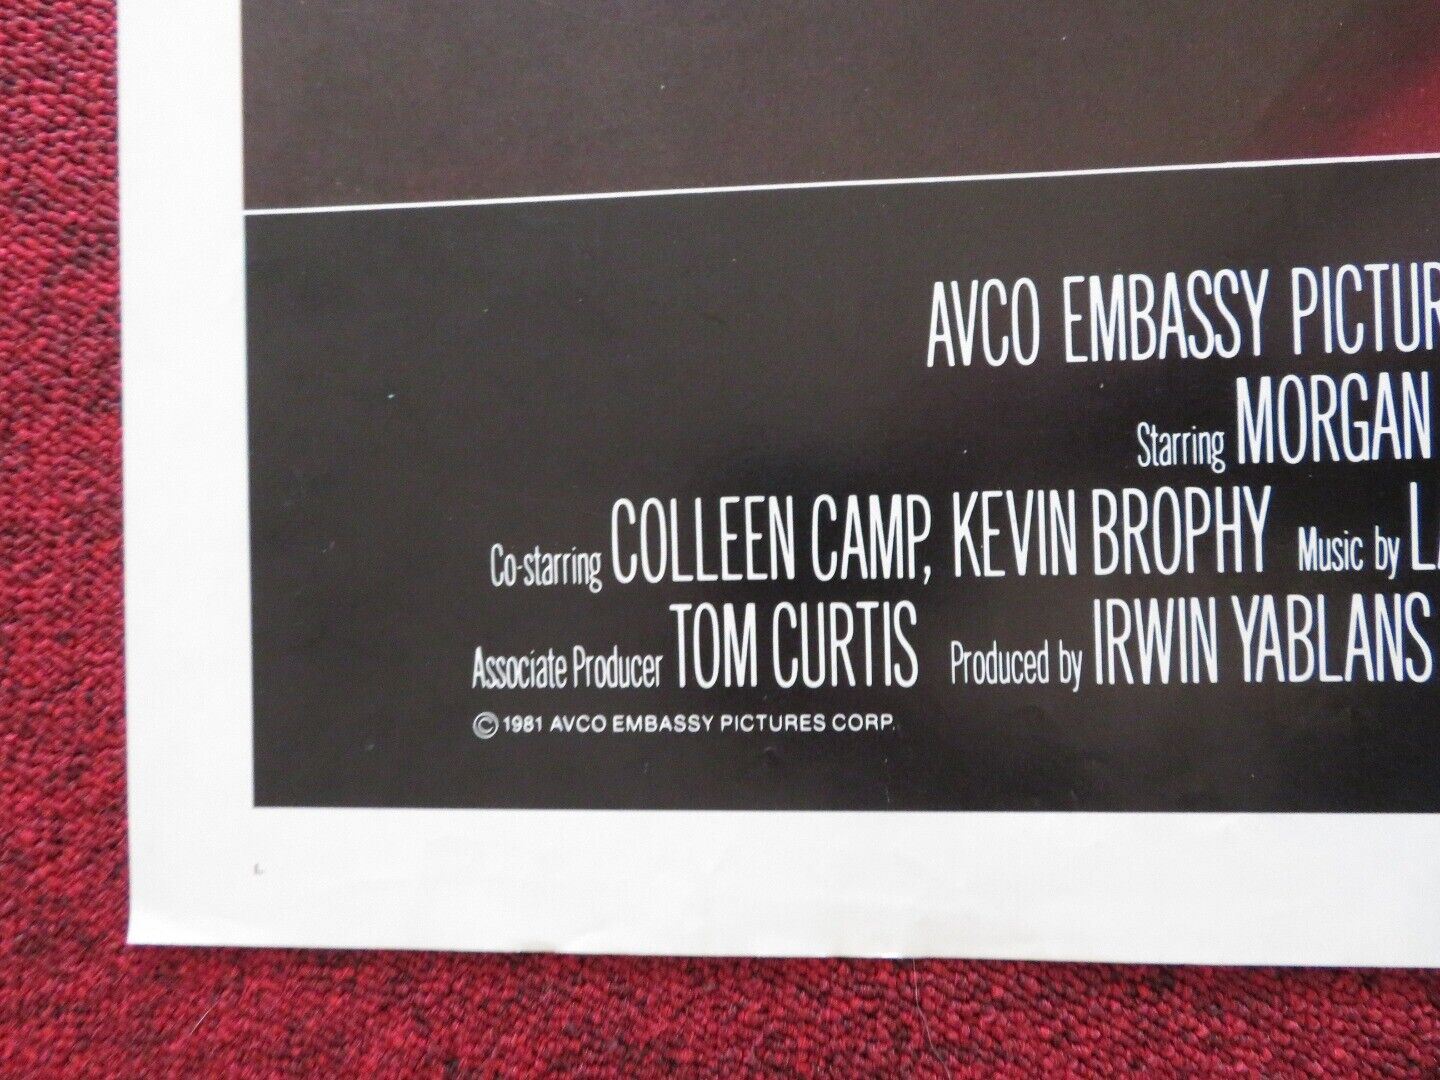 AVCO EMBASSY PICTUR
Starring MORGAN
Co-starring COLLEEN CAMP, KEVIN BROPHY Music by LA
Associate Producer TOM CURTIS Produced by IRWIN YABLANS
© 1981 AVCO EMBASSY PICTURES CORP.